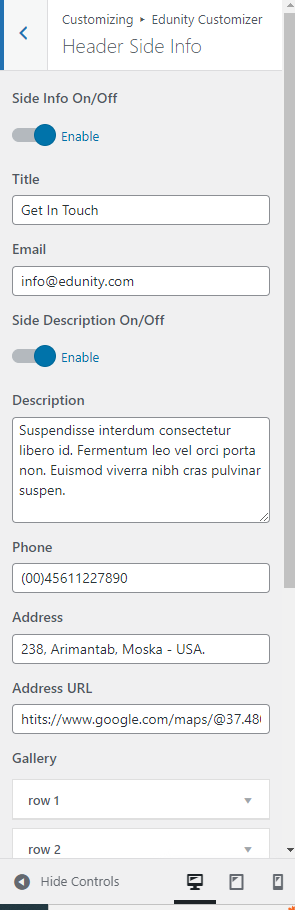 Customizing ▸ Edunity Customizer
Header Side Info
Side Info On/Off
Enable
Title
Get In Touch
Email
info@edunity.com
Side Description On/Off
Enable
Description
Suspendisse interdum consectetur
libero id. Fermentum leo vel orci porta
non. Euismod viverra nibh cras pulvinar
suspen.
Phone
(00)45611227890
Address
238, Arimantab, Moska - USA.
Address URL
htits://www.google.com/maps/@37.480
Gallery
row 1
row 2
Hide Controls